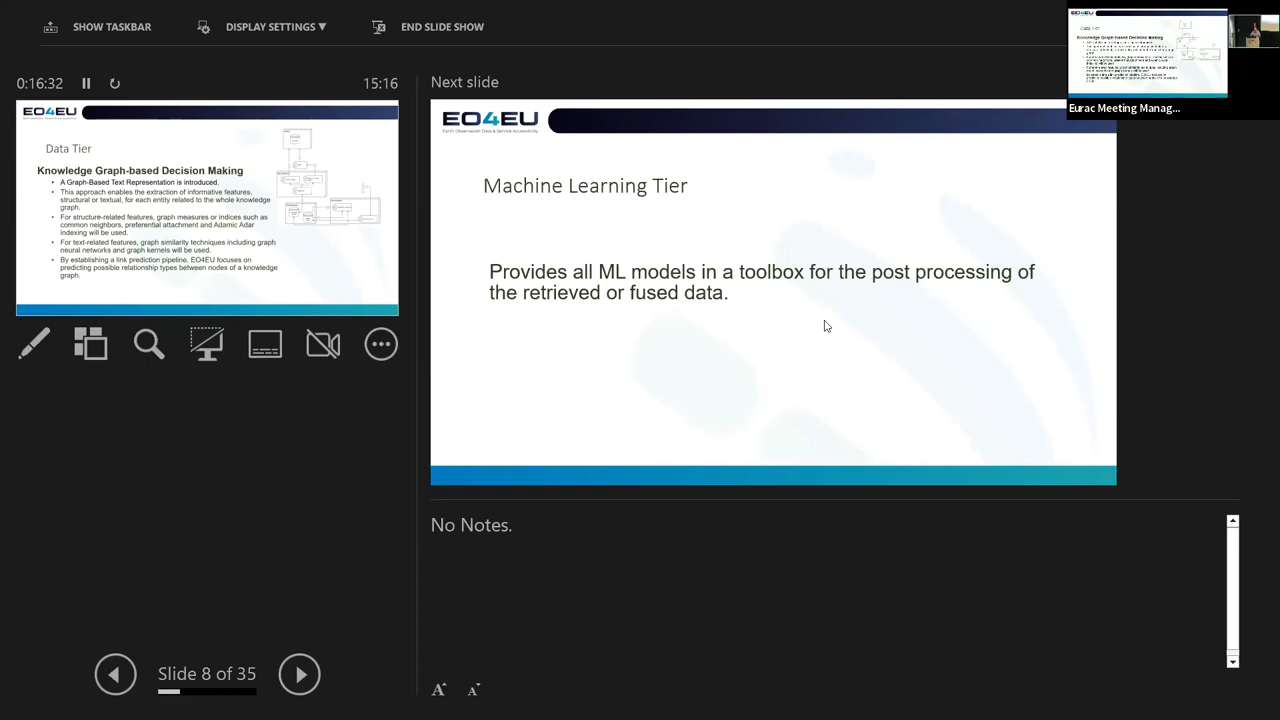 SHOW TASKBAR
DISPLAY SETTINGS ▼
END SLIDE SHOW
0:16:32
15:1
Next slide
EO4EU
Data Tier
Knowledge Graph-based Decision Making
• A Graph-Based Text Representation is introduced.
• This approach enables the extraction of informative features,
structural or textual, for each entity related to the whole knowledge
graph.
• For structure-related features, graph measures or indices such as
common neighbors, preferential attachment and Adamic Adar
indexing will be used.
• For text-related features, graph similarity techniques including graph
neural networks and graph kernels will be used.
• By establishing a link prediction pipeline, EO4EU focuses on
predicting possible relationship types between nodes of a knowledge
graph.
Slide 8 of 35
EO4EU
Earth Observation Data & Service Accessibility
Machine Learning Tier
Provides all ML models in a toolbox for the post processing of
the retrieved or fused data.
No Notes.
A
A
Knowledge Graph-based Decision Making
Eurac Meeting Manag...